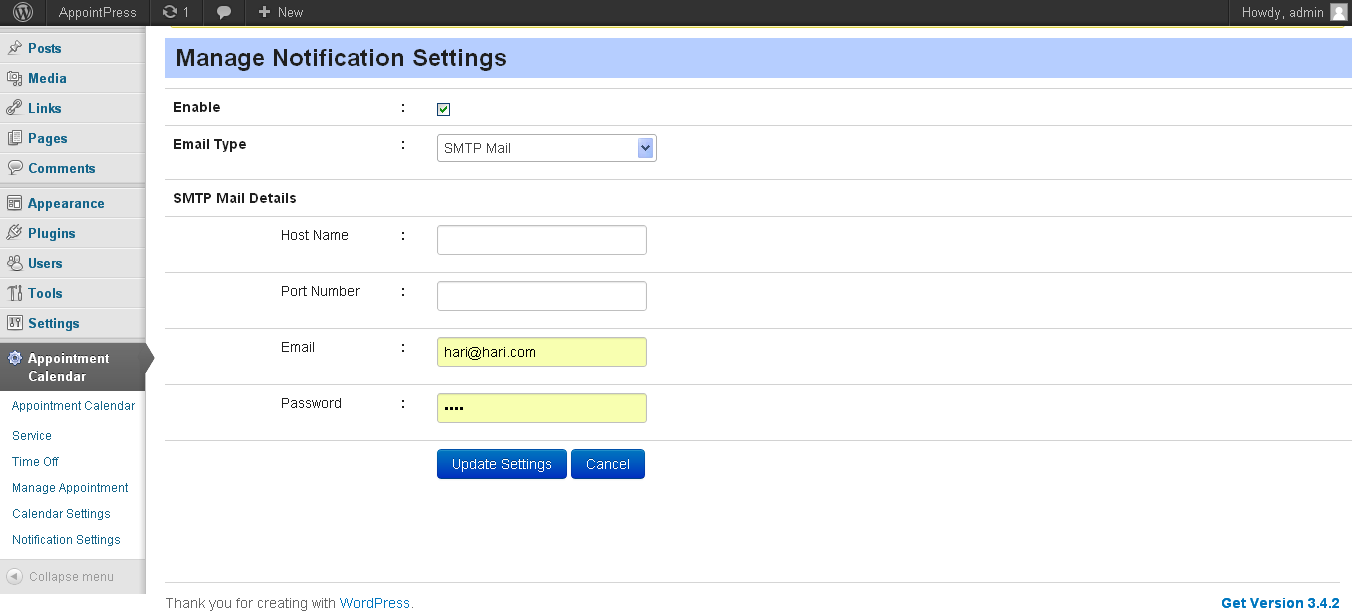 AppointPress 1 + New Howdy, admin
Posts
Media
Links
Pages
Comments
Appearance
Plugins
Users
Tools
Settings
Appointment
Calendar
Appointment Calendar
Service
Time Off
Manage Appointment
Calendar Settings
Notification Settings
Collapse menu
Manage Notification Settings
Enable :
Email Type : SMTP Mail
SMTP Mail Details
Host Name :
Port Number :
Email : hari@hari.com
Password : ••••
Update Settings Cancel
Thank you for creating with WordPress. Get Version 3.4.2